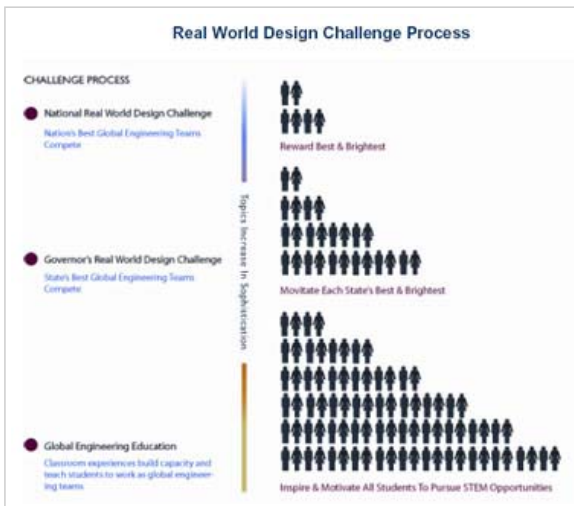 Real World Design Challenge Process
CHALLENGE PROCESS
National Real World Design Challenge
Nation's Best Global Engineering Teams
Compete
Reward Best & Brightest
Topics Increase In Sophistication
Governor's Real World Design Challenge
State's Best Global Engineering Teams
Compete
Movitate Each State's Best & Brightest
Global Engineering Education
Classroom experiences build capacity and
teach students to work as global engineer-
ing teams
Inspire & Motivate All Students To Pursue STEM Opportunities